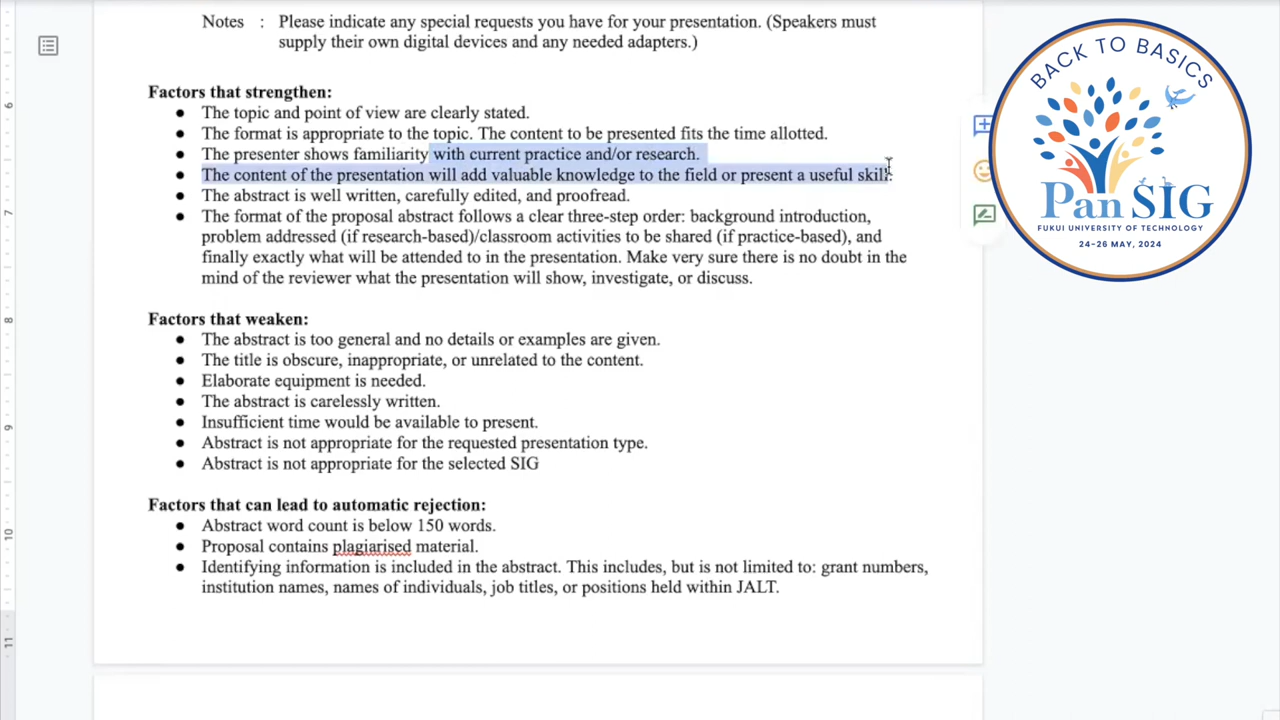 Notes : Please indicate any special requests you have for your presentation. (Speakers must
supply their own digital devices and any needed adapters.)
Factors that strengthen:
● The topic and point of view are clearly stated.
● The format is appropriate to the topic. The content to be presented fits the time allotted.
● The presenter shows familiarity with current practice and/or research.
● The content of the presentation will add valuable knowledge to the field or present a useful skill.
● The abstract is well written, carefully edited, and proofread.
● The format of the proposal abstract follows a clear three-step order: background introduction,
problem addressed (if research-based)/classroom activities to be shared (if practice-based), and
finally exactly what will be attended to in the presentation. Make very sure there is no doubt in the
mind of the reviewer what the presentation will show, investigate, or discuss.
Factors that weaken:
● The abstract is too general and no details or examples are given.
● The title is obscure, inappropriate, or unrelated to the content.
● Elaborate equipment is needed.
● The abstract is carelessly written.
● Insufficient time would be available to present.
● Abstract is not appropriate for the requested presentation type.
● Abstract is not appropriate for the selected SIG
Factors that can lead to automatic rejection:
● Abstract word count is below 150 words.
● Proposal contains plagiarised material.
● Identifying information is included in the abstract. This includes, but is not limited to: grant numbers,
institution names, names of individuals, job titles, or positions held within JALT.
6
7
8
9
10
11
BACK TO BASICS
PanSIG
FUKUI UNIVERSITY OF TECHNOLOGY
24-26 MAY, 2024